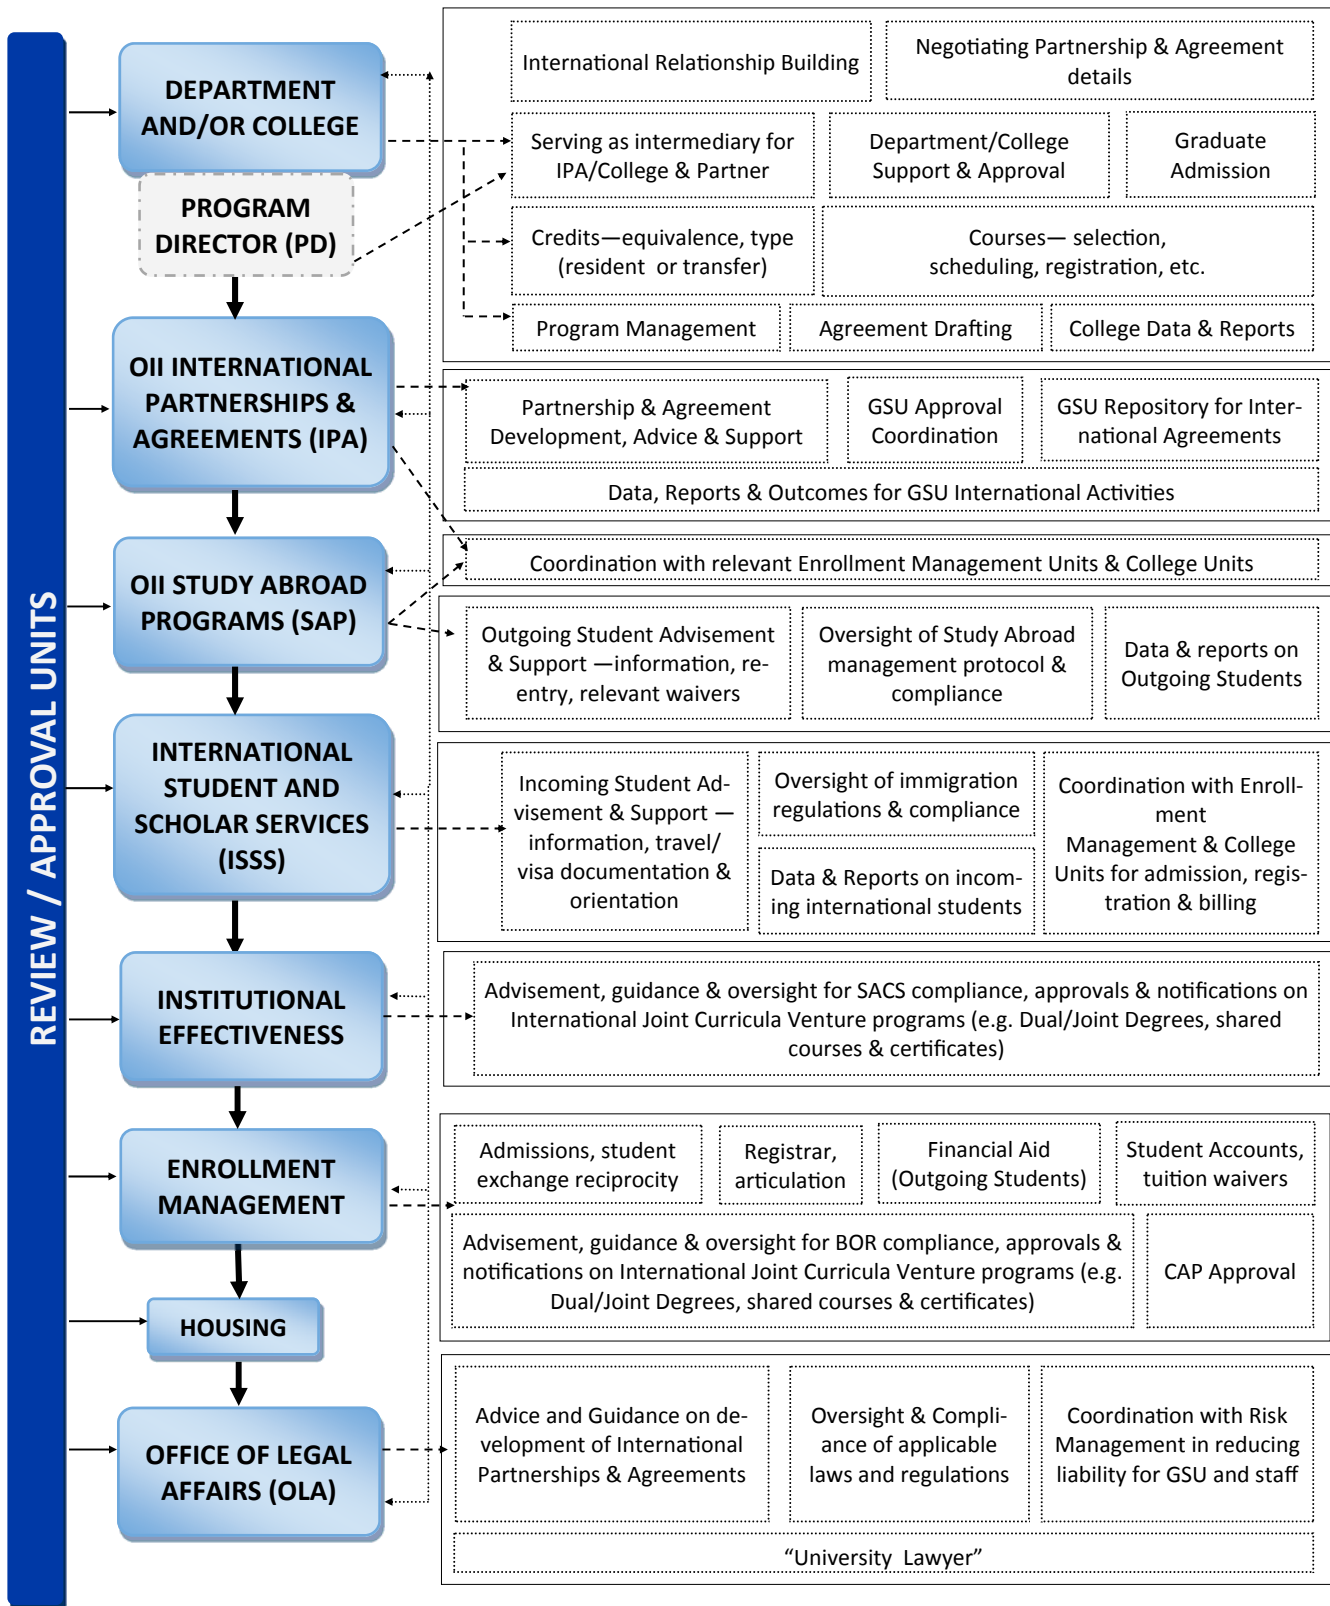 REVIEW / APPROVAL UNITS
DEPARTMENT
AND/OR COLLEGE
PROGRAM
DIRECTOR (PD)
International Relationship Building
Negotiating Partnership & Agreement
details
Serving as intermediary for
IPA/College & Partner
Department/College
Support & Approval
Graduate
Admission
Credits—equivalence, type
(resident or transfer)
Courses— selection,
scheduling, registration, etc.
Program Management
Agreement Drafting
College Data & Reports
OII INTERNATIONAL
PARTNERSHIPS &
AGREEMENTS (IPA)
Partnership & Agreement
Development, Advice & Support
GSU Approval
Coordination
GSU Repository for Inter-
national Agreements
Data, Reports & Outcomes for GSU International Activities
Coordination with relevant Enrollment Management Units & College Units
OII STUDY ABROAD
PROGRAMS (SAP)
Outgoing Student Advisement
& Support —information, re-
entry, relevant waivers
Oversight of Study Abroad
management protocol &
compliance
Data & reports on
Outgoing Students
INTERNATIONAL
STUDENT AND
SCHOLAR SERVICES
(ISSS)
Incoming Student Ad-
visement & Support —
information, travel/
visa documentation &
orientation
Oversight of immigration
regulations & compliance
Data & Reports on incom-
ing international students
Coordination with Enroll-
ment
Management & College
Units for admission, regis-
tration & billing
INSTITUTIONAL
EFFECTIVENESS
Advisement, guidance & oversight for SACS compliance, approvals & notifications on
International Joint Curricula Venture programs (e.g. Dual/Joint Degrees, shared
courses & certificates)
ENROLLMENT
MANAGEMENT
Admissions, student
exchange reciprocity
Registrar,
articulation
Financial Aid
(Outgoing Students)
Student Accounts,
tuition waivers
Advisement, guidance & oversight for BOR compliance, approvals &
notifications on International Joint Curricula Venture programs (e.g.
Dual/Joint Degrees, shared courses & certificates)
CAP Approval
HOUSING
OFFICE OF LEGAL
AFFAIRS (OLA)
Advice and Guidance on de-
velopment of International
Partnerships & Agreements
Oversight & Compli-
ance of applicable
laws and regulations
Coordination with Risk
Management in reducing
liability for GSU and staff
“University Lawyer”